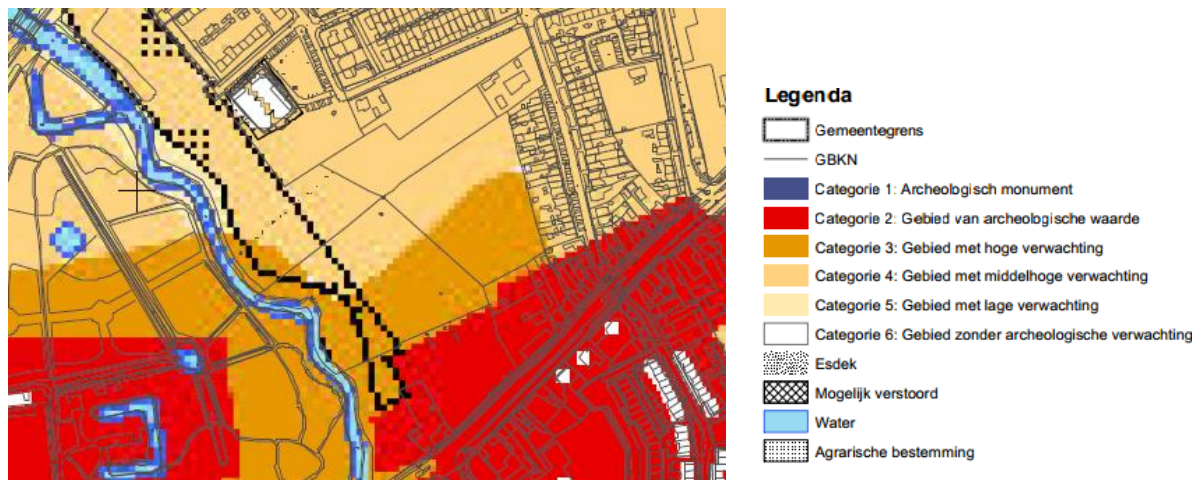 Legenda
Gemeentegrens
GBKN
Categorie 1: Archeologisch monument
Categorie 2: Gebied van archeologische waarde
Categorie 3: Gebied met hoge verwachting
Categorie 4: Gebied met middelhoge verwachting
Categorie 5: Gebied met lage verwachting
Categorie 6: Gebied zonder archeologische verwachting
Esdek
Mogelijk verstoord
Water
Agrarische bestemming